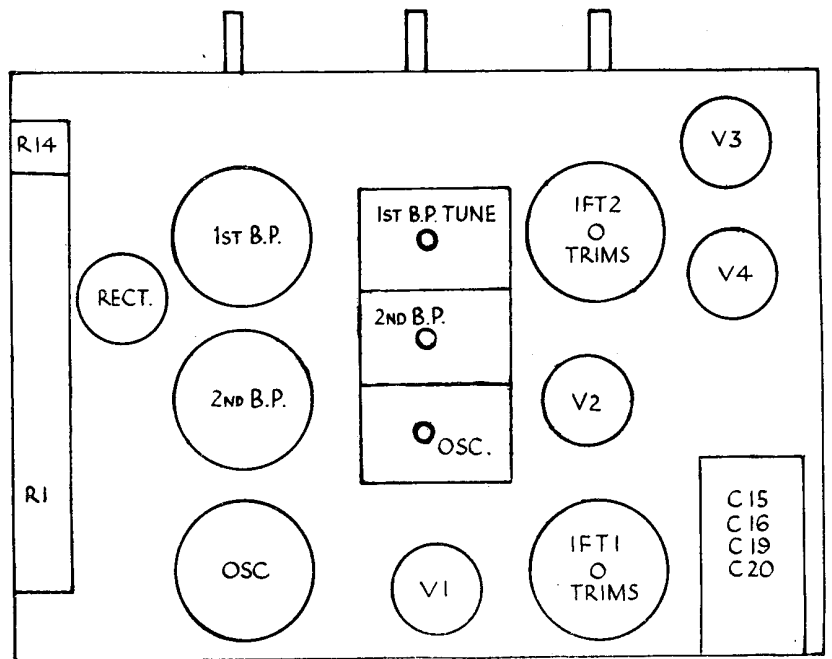 R14
V3
1ST B.P.
1ST B.P. TUNE
IFT2
TRIMS
V4
RECT.
2ND B.P.
2ND B.P.
V2
OSC.
R1
C15
C16
C19
C20
OSC
V1
IFT1
TRIMS